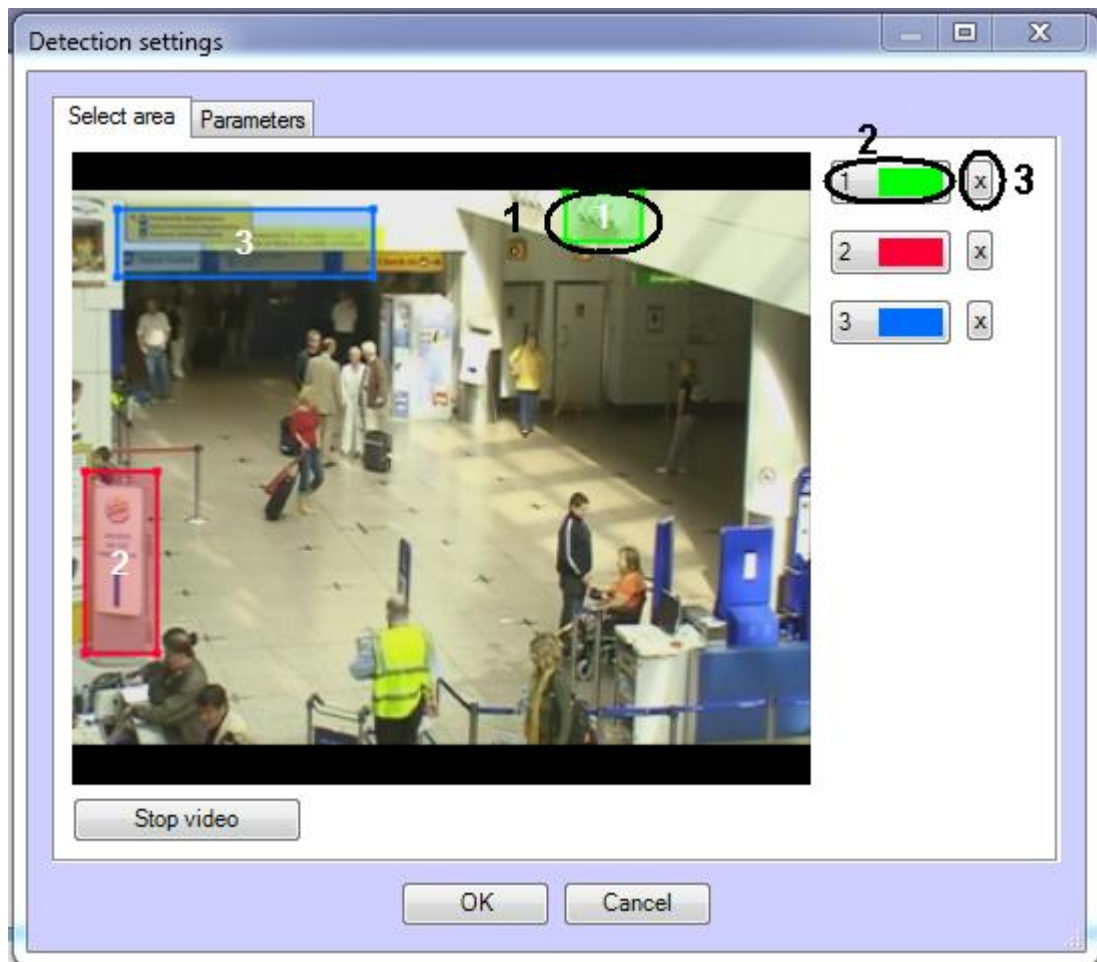 Detection settings
Select area Parameters
2
1 x 3
1 1
3
2 x
3 x
2
Stop video
OK Cancel